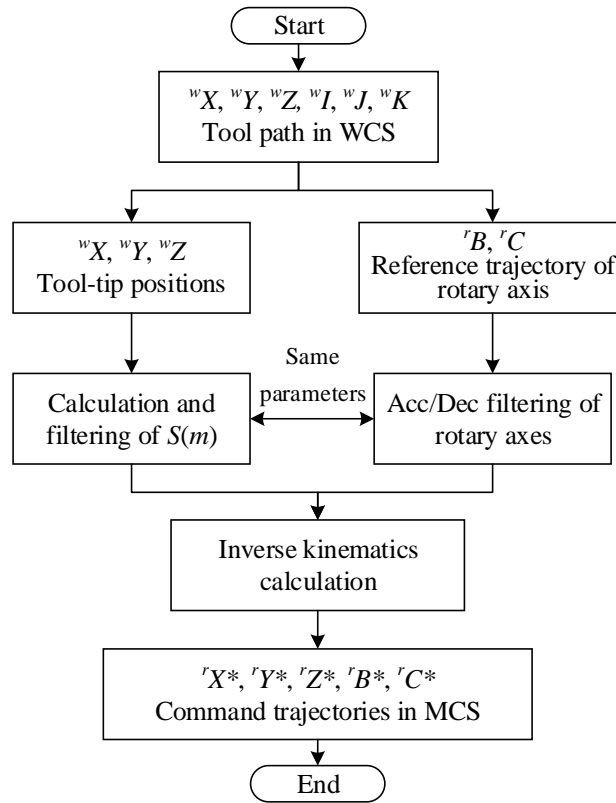 Start
ʷX, ʷY, ʷZ, ʷI, ʷJ, ʷK
Tool path in WCS
ʷX, ʷY, ʷZ
Tool-tip positions
ʳB, ʳC
Reference trajectory of
rotary axis
Same
parameters
Calculation and
filtering of S(m)
Acc/Dec filtering of
rotary axes
Inverse kinematics
calculation
ʳX*, ʳY*, ʳZ*, ʳB*, ʳC*
Command trajectories in MCS
End